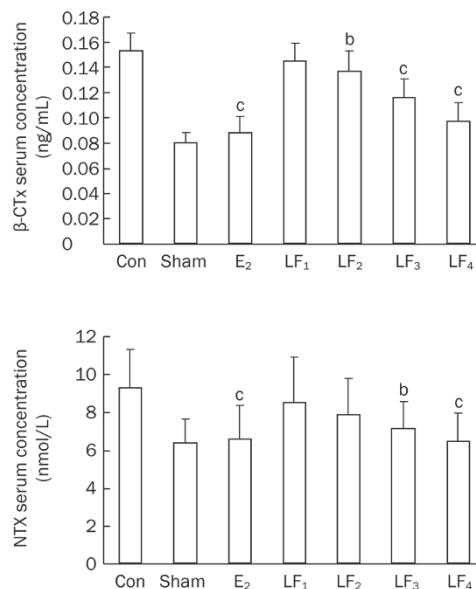 β-CTx serum concentration
(ng/mL)
0.18
0.16
0.14
0.12
0.10
0.08
0.06
0.04
0.02
0
c
b
c
c
Con Sham E₂ LF₁ LF₂ LF₃ LF₄
NTX serum concentration
(nmol/L)
12
10
8
6
4
2
0
c
b
c
Con Sham E₂ LF₁ LF₂ LF₃ LF₄